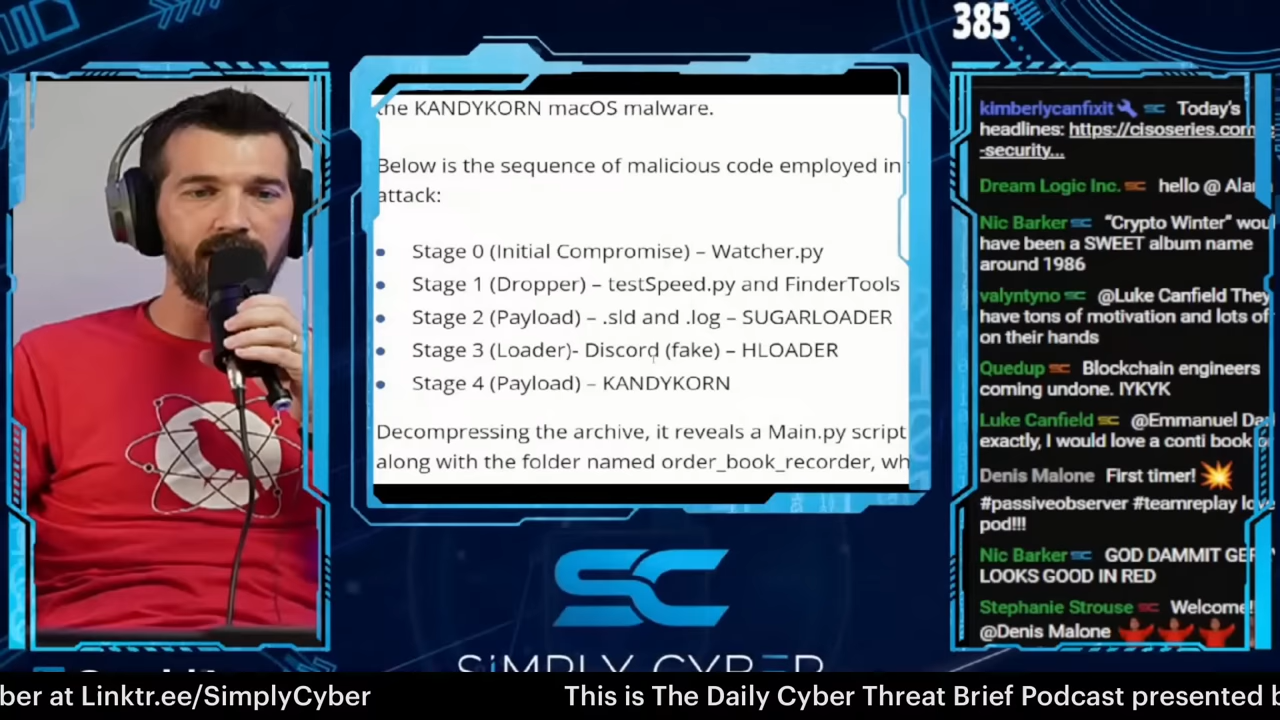 385
the KANDYKORN macOS malware.
Below is the sequence of malicious code employed in
attack:
• Stage 0 (Initial Compromise) – Watcher.py
• Stage 1 (Dropper) – testSpeed.py and FinderTools
• Stage 2 (Payload) – .sld and .log – SUGARLOADER
• Stage 3 (Loader)- Discord (fake) – HLOADER
• Stage 4 (Payload) – KANDYKORN
Decompressing the archive, it reveals a Main.py script
along with the folder named order_book_recorder, wh
kimberlycanfixit Today's
headlines: https://cisoseries.com
-security...
Dream Logic Inc. hello @
Nic Barker "Crypto Winter" wou
have been a SWEET album name
around 1986
valyntyno @Luke Canfield They
have tons of motivation and lots of
on their hands
Quedup Blockchain engineers
coming undone. IYKYK
Luke Canfield @Emmanuel
exactly, I would love a conti book
Denis Malone First timer!
#passiveobserver #teamreplay
pod!!!
Nic Barker GOD DAMMIT
LOOKS GOOD IN RED
Stephanie Strouse Welcome!
@Denis Malone
SC
SIMPLY CYBER
ber at Linktr.ee/SimplyCyber This is The Daily Cyber Threat Brief Podcast presented b